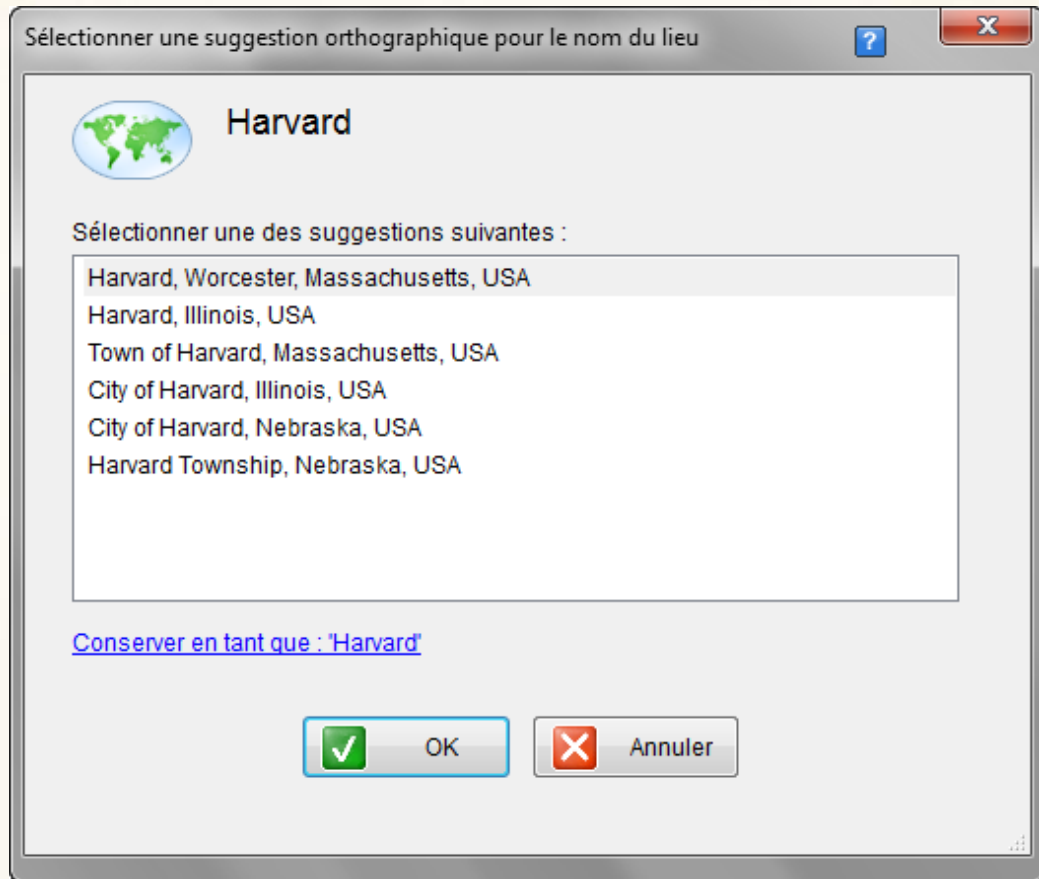 Sélectionner une suggestion orthographique pour le nom du lieu
?
X
Harvard
Sélectionner une des suggestions suivantes :
Harvard, Worcester, Massachusetts, USA
Harvard, Illinois, USA
Town of Harvard, Massachusetts, USA
City of Harvard, Illinois, USA
City of Harvard, Nebraska, USA
Harvard Township, Nebraska, USA
Conserver en tant que : 'Harvard'
OK
Annuler